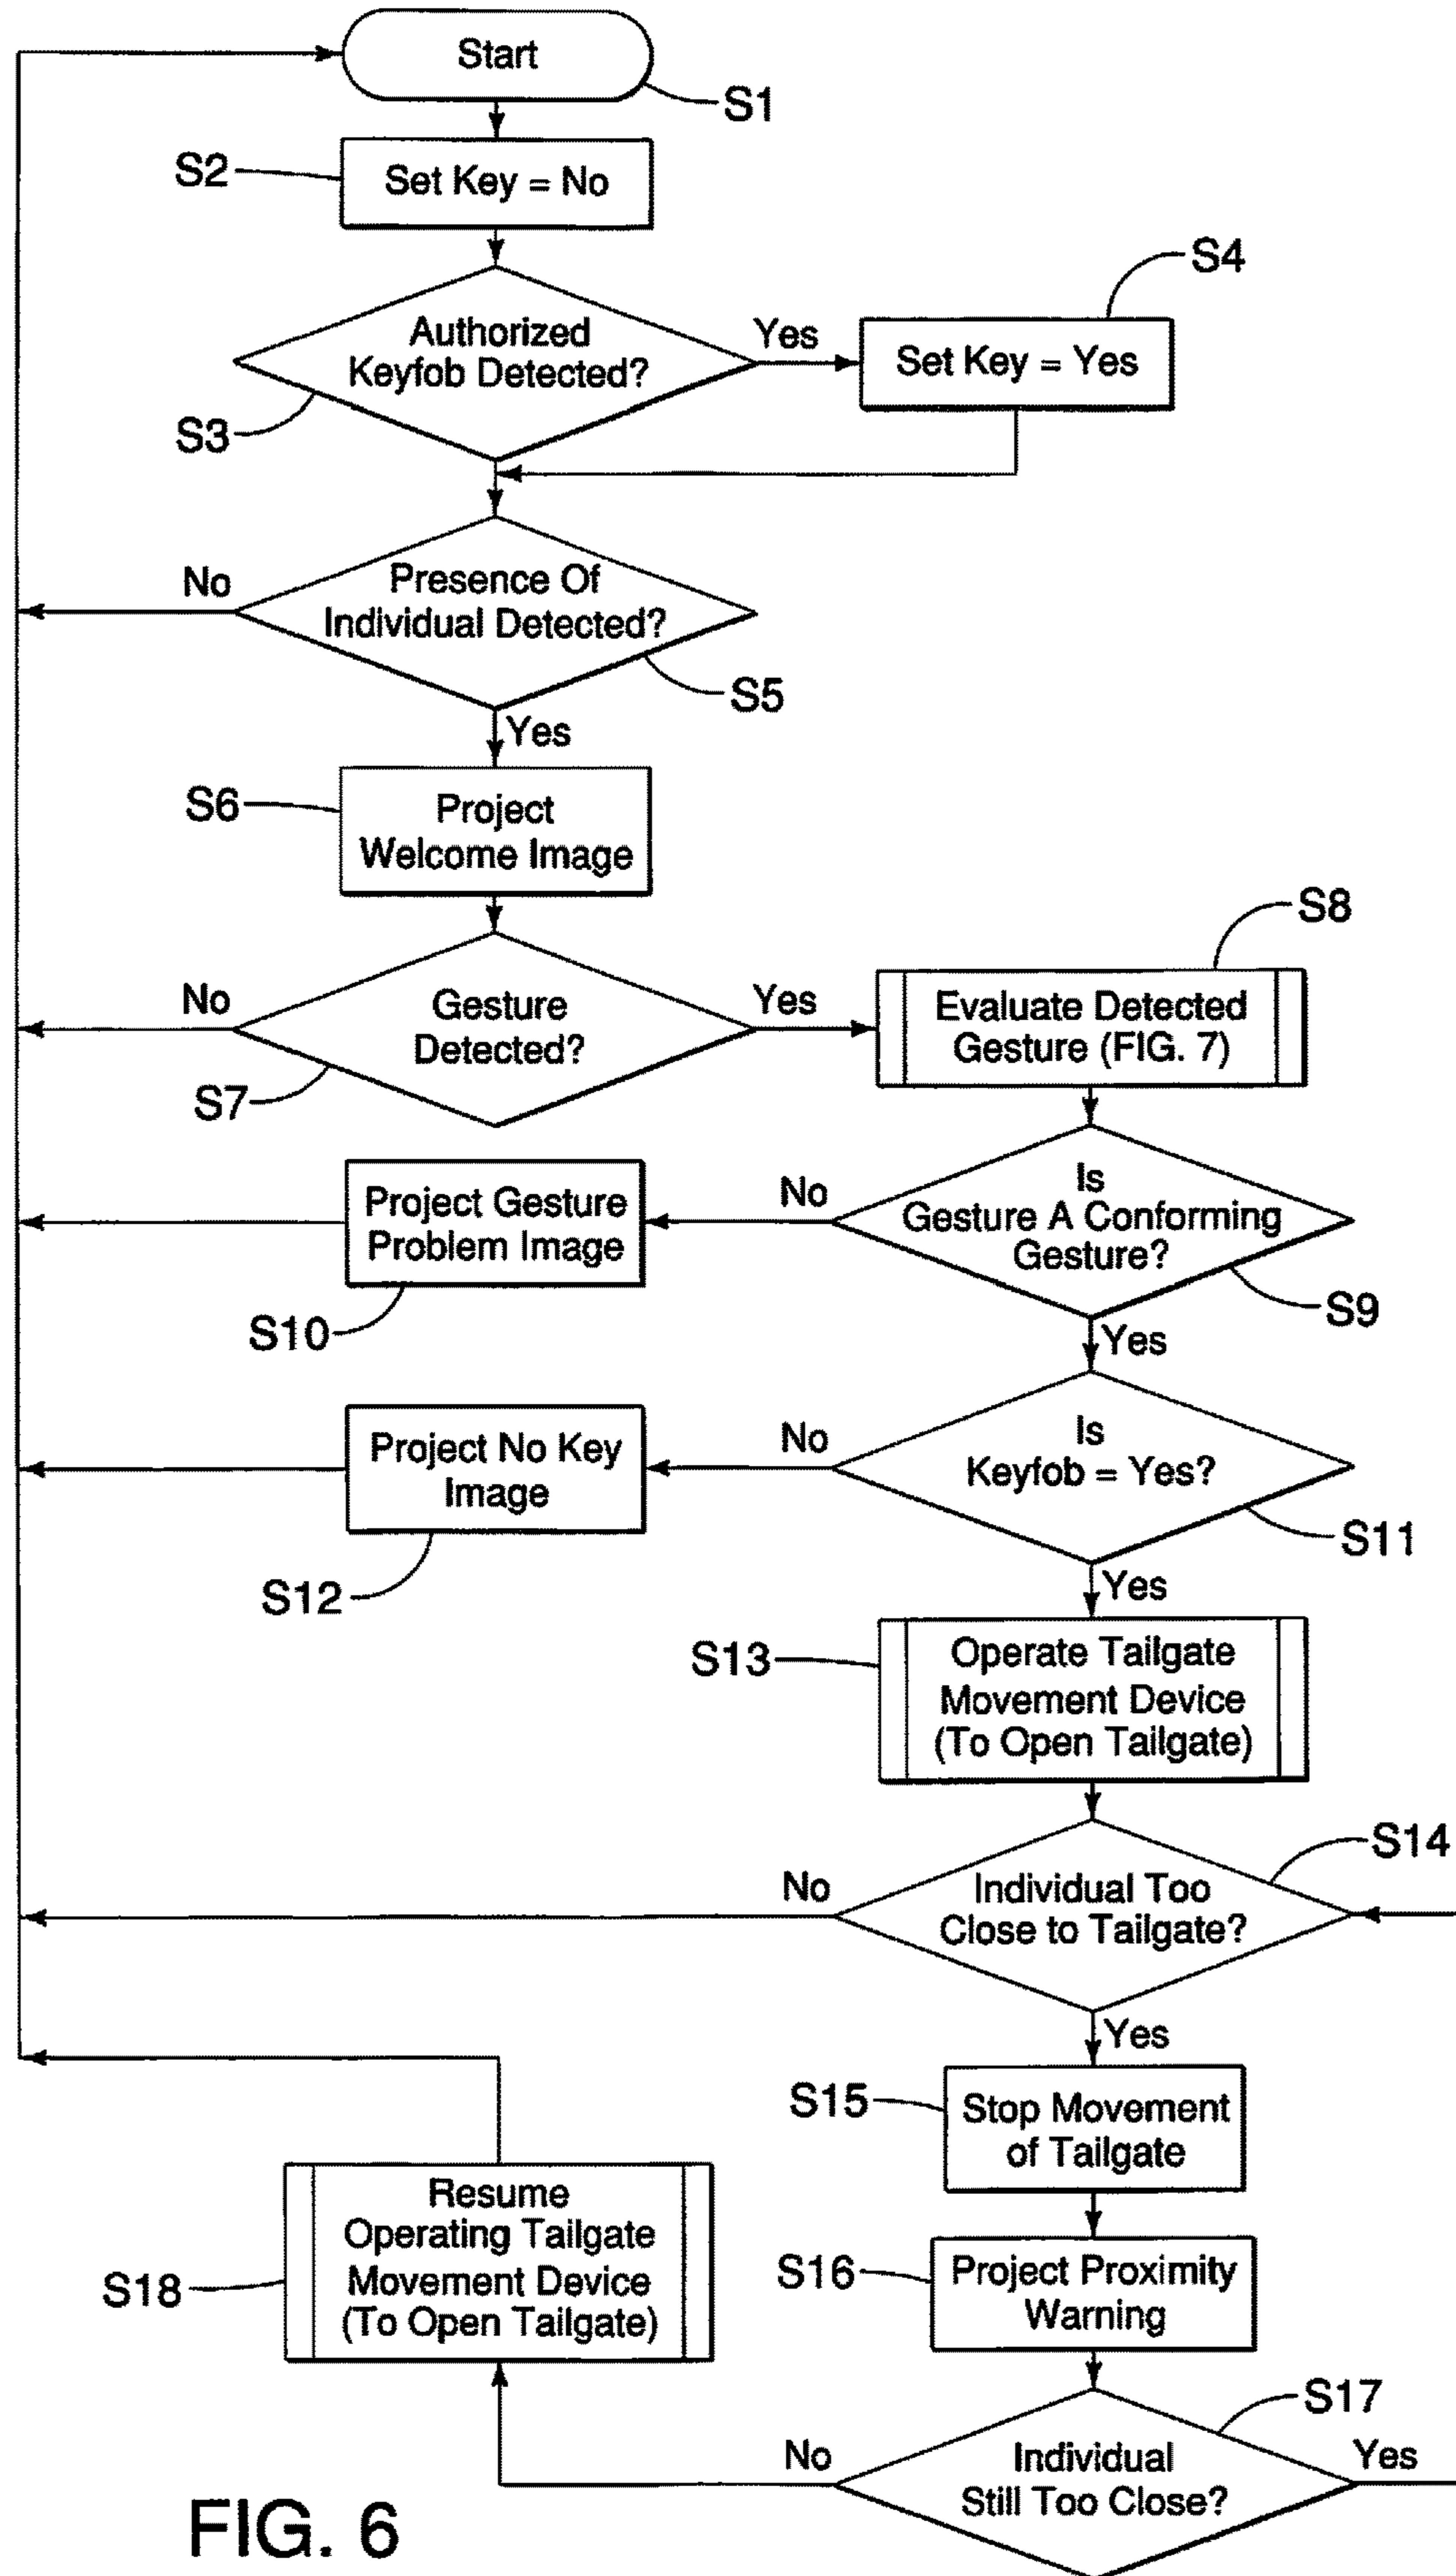 Start
S1
S2
Set Key = No
S4
Authorized
Keyfob Detected?
Yes
Set Key = Yes
S3
No
Presence Of
Individual Detected?
S5
Yes
S6
Project
Welcome Image
S8
No
Gesture
Detected?
Yes
Evaluate Detected
Gesture (FIG. 7)
S7
Project Gesture
Problem Image
No
Is
Gesture A Conforming
Gesture?
S10
S9
Yes
Project No Key
Image
No
Is
Keyfob = Yes?
S12
S11
Yes
S13
Operate Tailgate
Movement Device
(To Open Tailgate)
S14
No
Individual Too
Close to Tailgate?
Yes
S15
Stop Movement
of Tailgate
S18
Resume
Operating Tailgate
Movement Device
(To Open Tailgate)
S16
Project Proximity
Warning
S17
No
Individual
Still Too Close?
Yes
FIG. 6